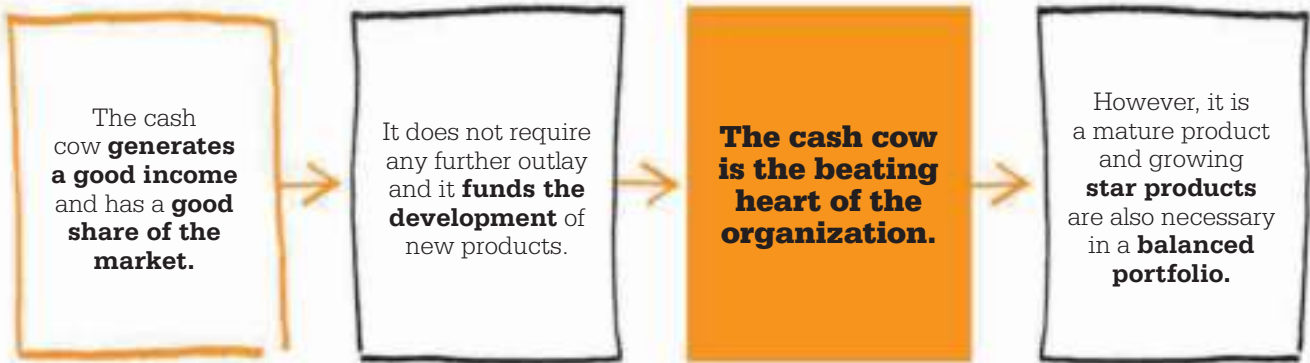 The cash
cow generates
a good income
and has a good
share of the
market.
It does not require
any further outlay
and it funds the
development of
new products.
The cash cow
is the beating
heart of the
organization.
However, it is
a mature product
and growing
star products
are also necessary
in a balanced
portfolio.